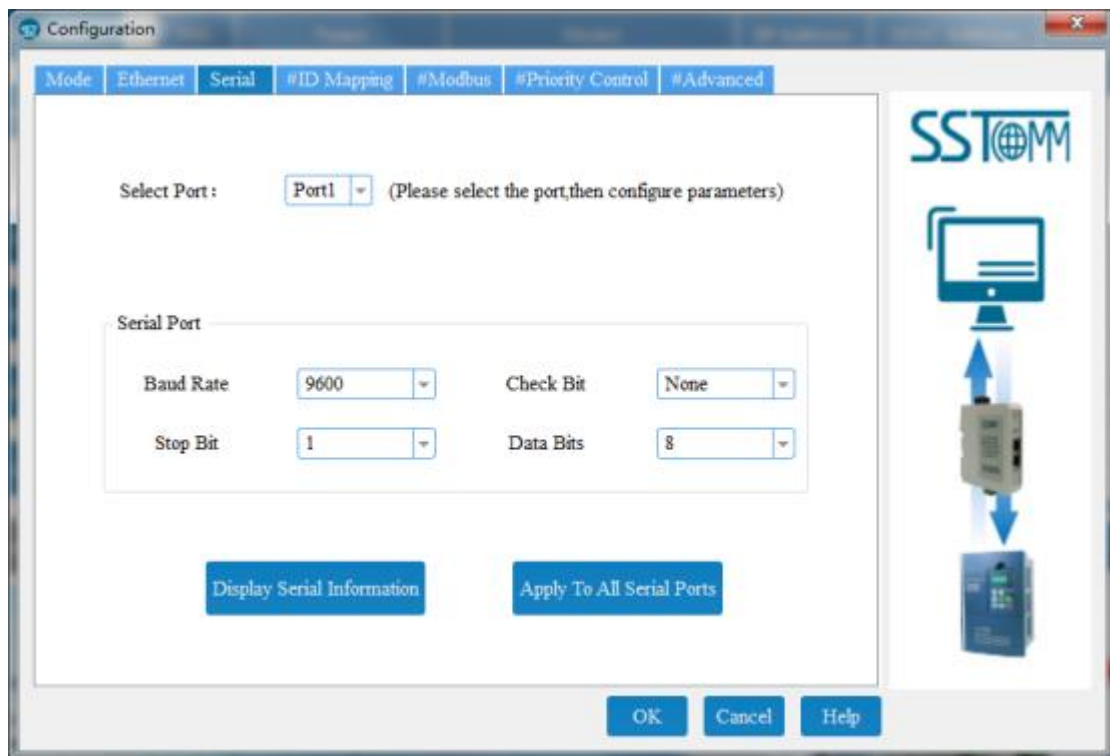 Configuration
Mode Ethernet Serial #ID Mapping #Modbus #Priority Control #Advanced
SSTCOMM
Select Port: Port1 (Please select the port,then configure parameters)
Serial Port
Baud Rate 9600 Check Bit None
Stop Bit 1 Data Bits 8
Display Serial Information Apply To All Serial Ports
OK Cancel Help